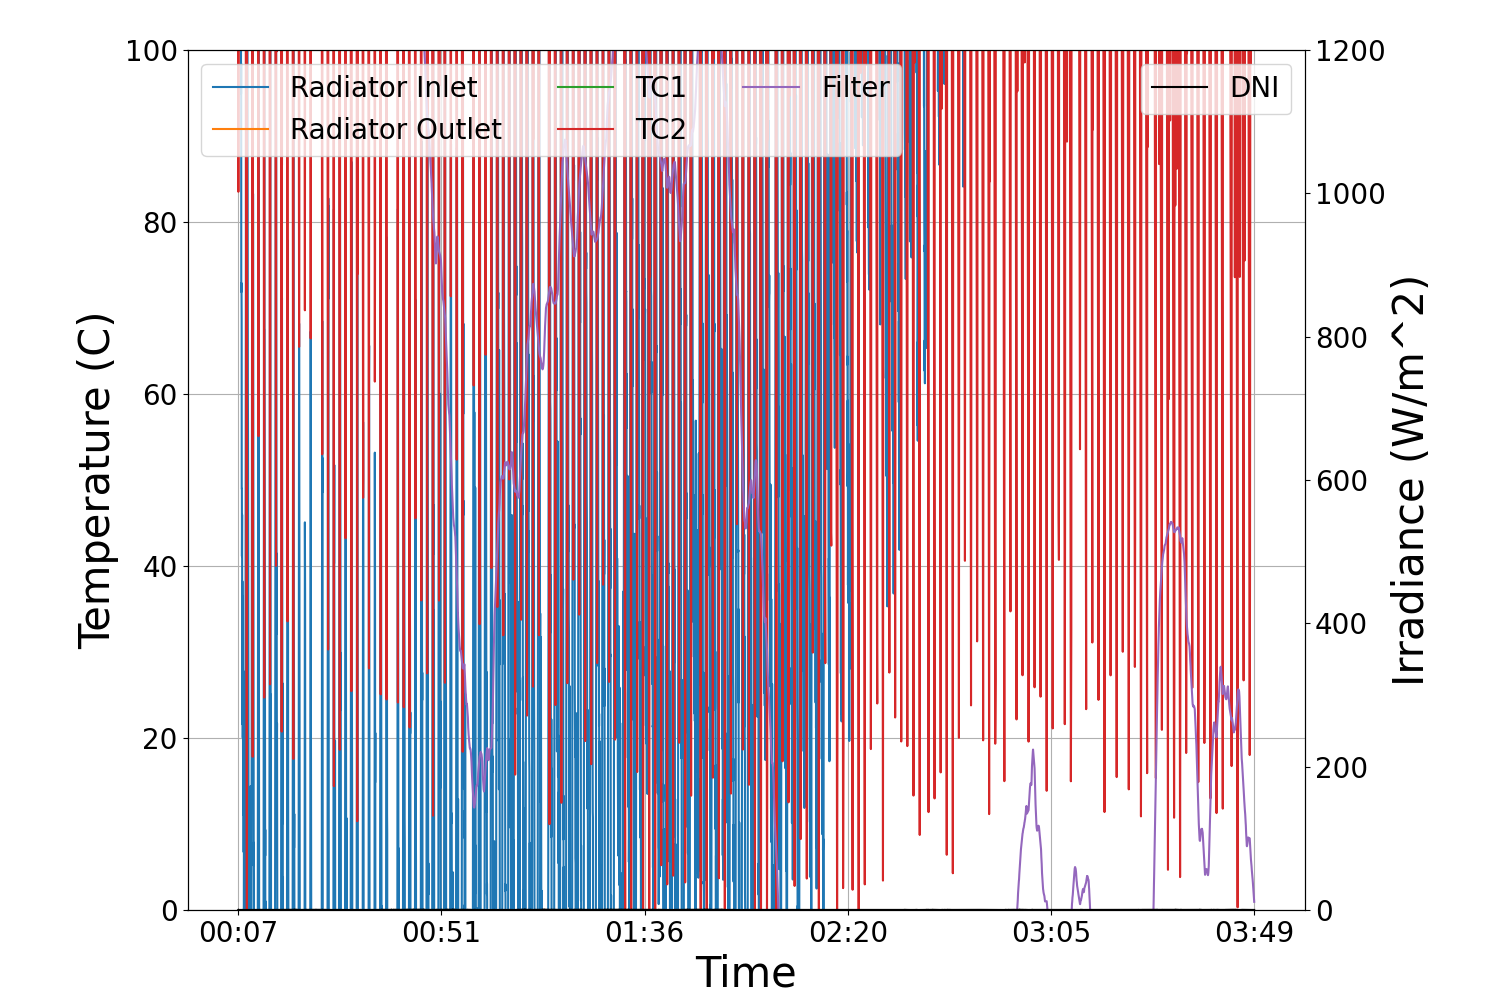 Radiator Inlet
Radiator Outlet
TC1
TC2
Filter
DNI
Temperature (C)
100
80
60
40
20
0
Irradiance (W/m^2)
1200
1000
800
600
400
200
0
00:07 00:51 01:36 02:20 03:05 03:49
Time